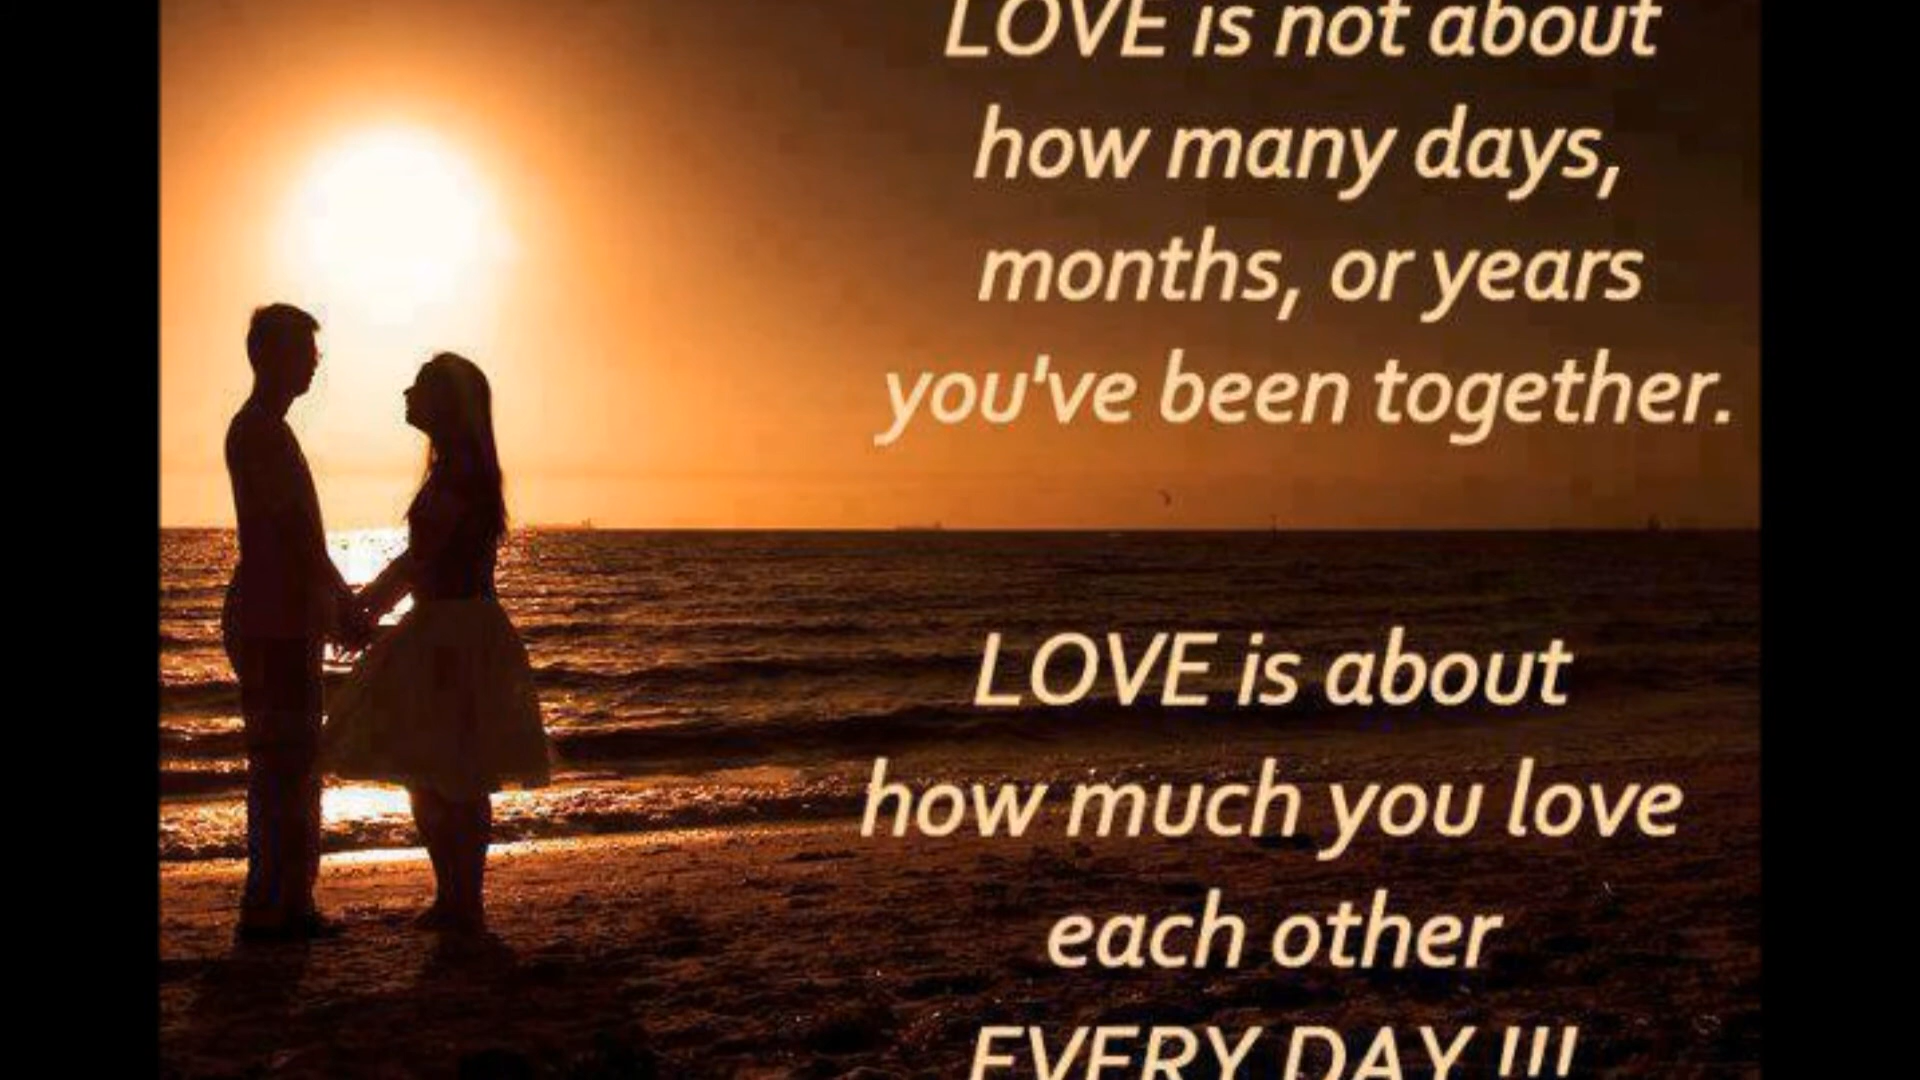 LOVE is not about
how many days,
months, or years
you've been together.
LOVE is about
how much you love
each other
EVERY DAY !!!